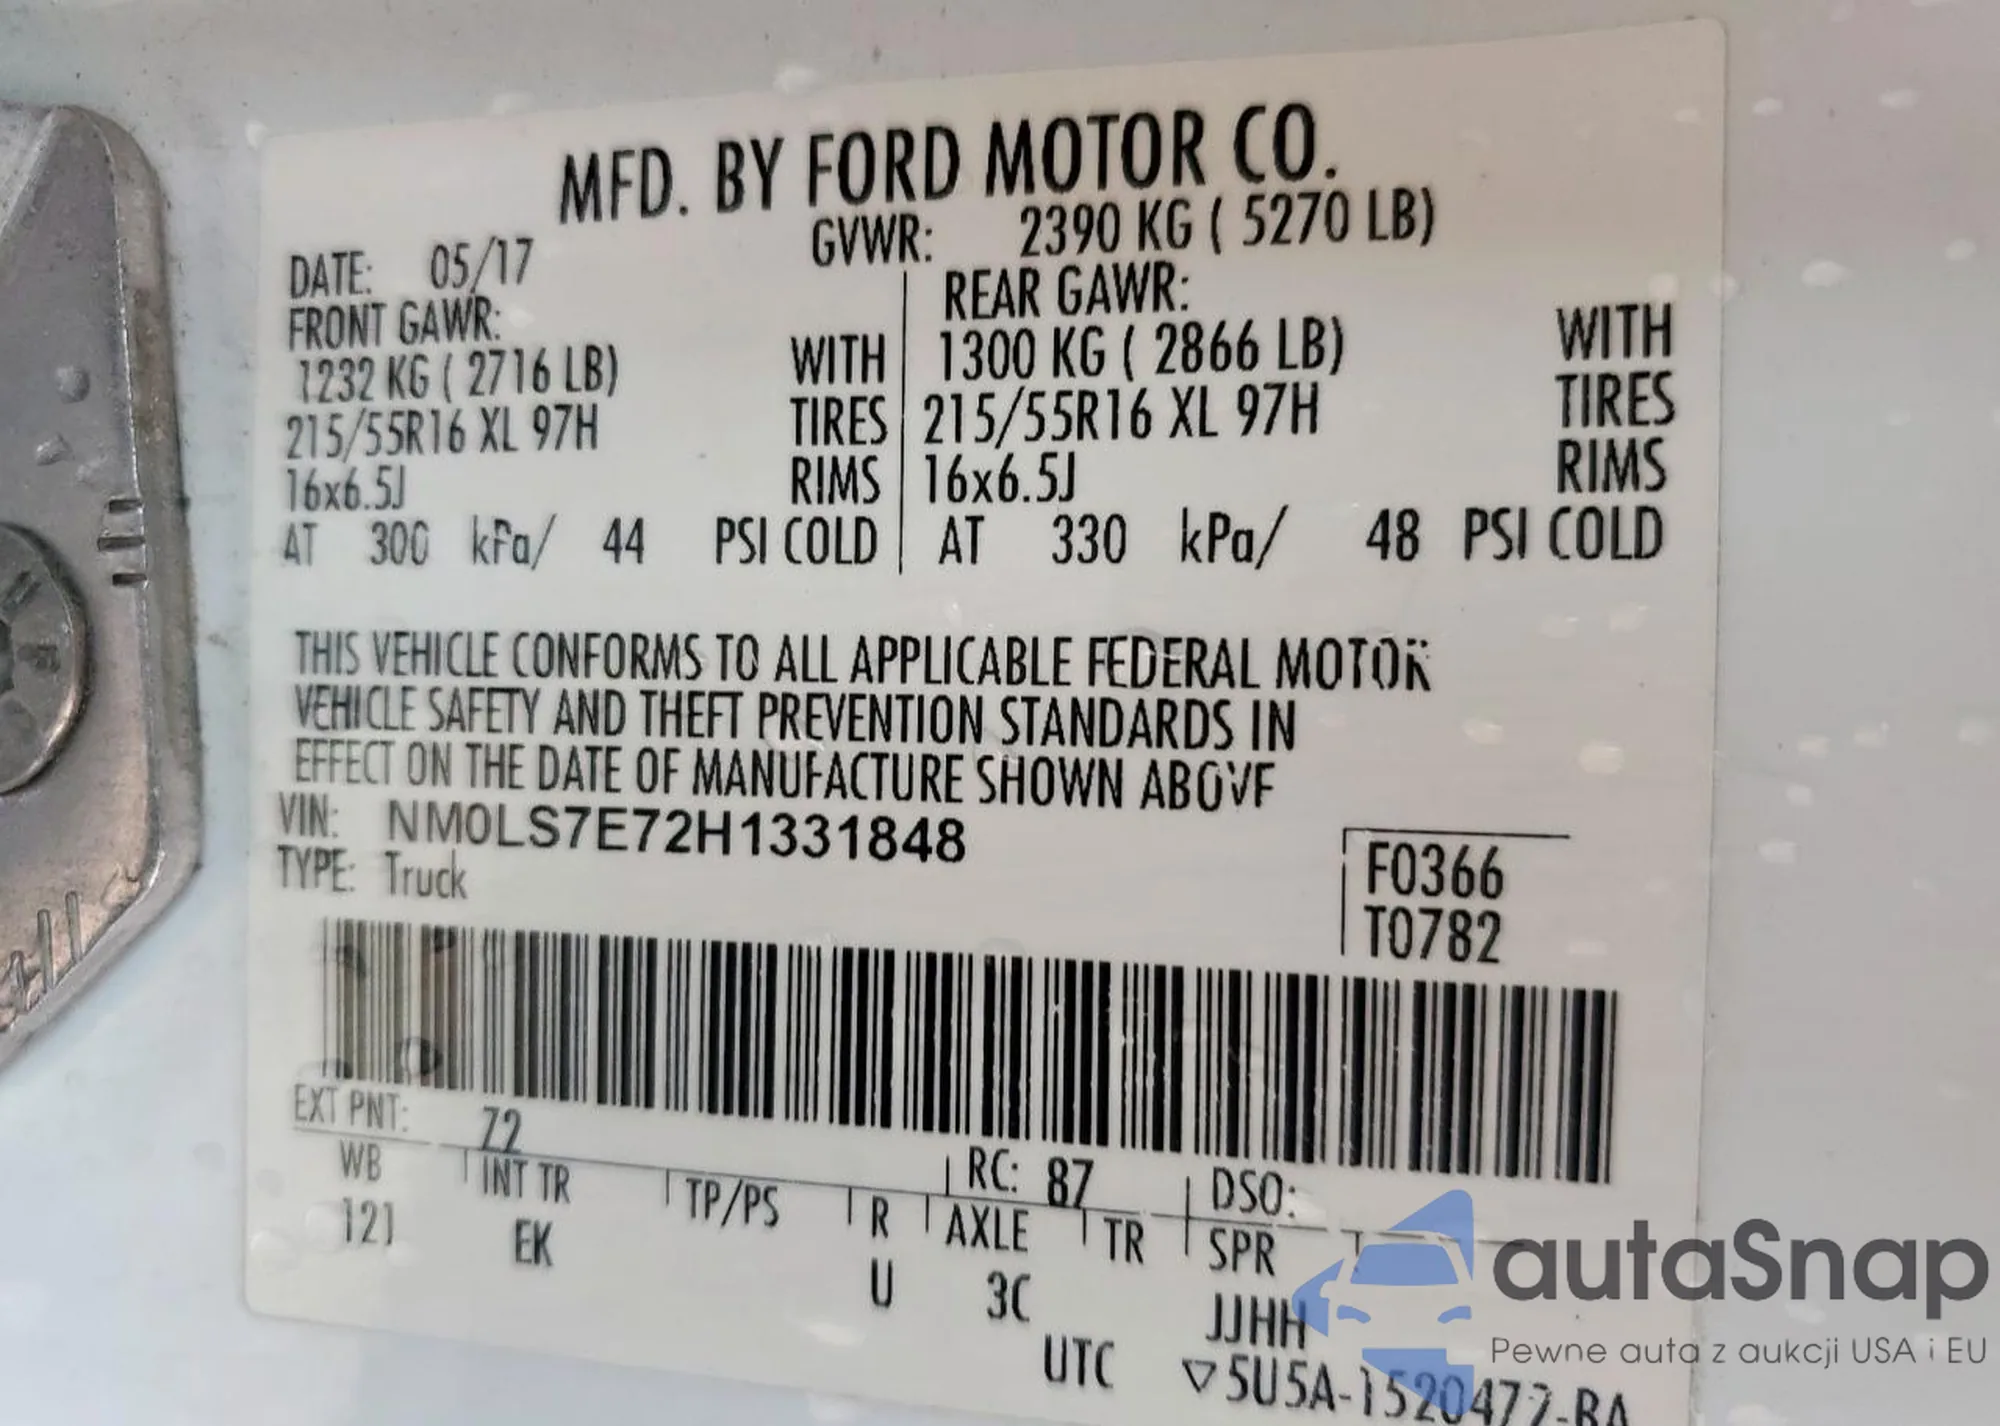 MFD. BY FORD MOTOR CO.
DATE: 05/17 GVWR: 2390 KG ( 5270 LB)
FRONT GAWR: REAR GAWR:
1232 KG ( 2716 LB) WITH 1300 KG ( 2866 LB) WITH
215/55R16 XL 97H TIRES 215/55R16 XL 97H TIRES
16x6.5J RIMS 16x6.5J RIMS
AT 300 kPa/ 44 PSI COLD AT 330 kPa/ 48 PSI COLD
THIS VEHICLE CONFORMS TO ALL APPLICABLE FEDERAL MOTOR
VEHICLE SAFETY AND THEFT PREVENTION STANDARDS IN
EFFECT ON THE DATE OF MANUFACTURE SHOWN ABOVE
VIN: NM0LS7E72H1331848
TYPE: Truck
F0366
T0782
EXT PNT: Z2 RC: 87 DSO:
WB INT TR TP/PS R AXLE TR SPR
121 EK U 3C JJHH
UTC ▽5U5A-1520472-BA
autaSnap
Pewne auta z aukcji USA i EU